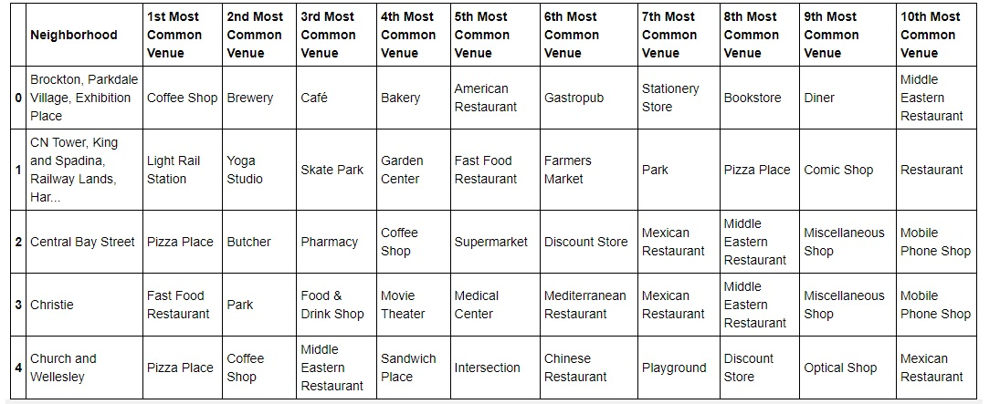 Neighborhood 1st Most Common Venue 2nd Most Common Venue 3rd Most Common Venue 4th Most Common Venue 5th Most Common Venue 6th Most Common Venue 7th Most Common Venue 8th Most Common Venue 9th Most Common Venue 10th Most Common Venue
0 Brockton, Parkdale Village, Exhibition Place Coffee Shop Brewery Café Bakery American Restaurant Gastropub Stationery Store Bookstore Diner Middle Eastern Restaurant
1 CN Tower, King and Spadina, Railway Lands, Har... Light Rail Station Yoga Studio Skate Park Garden Center Fast Food Restaurant Farmers Market Park Pizza Place Comic Shop Restaurant
2 Central Bay Street Pizza Place Butcher Pharmacy Coffee Shop Supermarket Discount Store Mexican Restaurant Middle Eastern Restaurant Miscellaneous Shop Mobile Phone Shop
3 Christie Fast Food Restaurant Park Food & Drink Shop Movie Theater Medical Center Mediterranean Restaurant Mexican Restaurant Middle Eastern Restaurant Miscellaneous Shop Mobile Phone Shop
4 Church and Wellesley Pizza Place Coffee Shop Middle Eastern Restaurant Sandwich Place Intersection Chinese Restaurant Playground Discount Store Optical Shop Mexican Restaurant